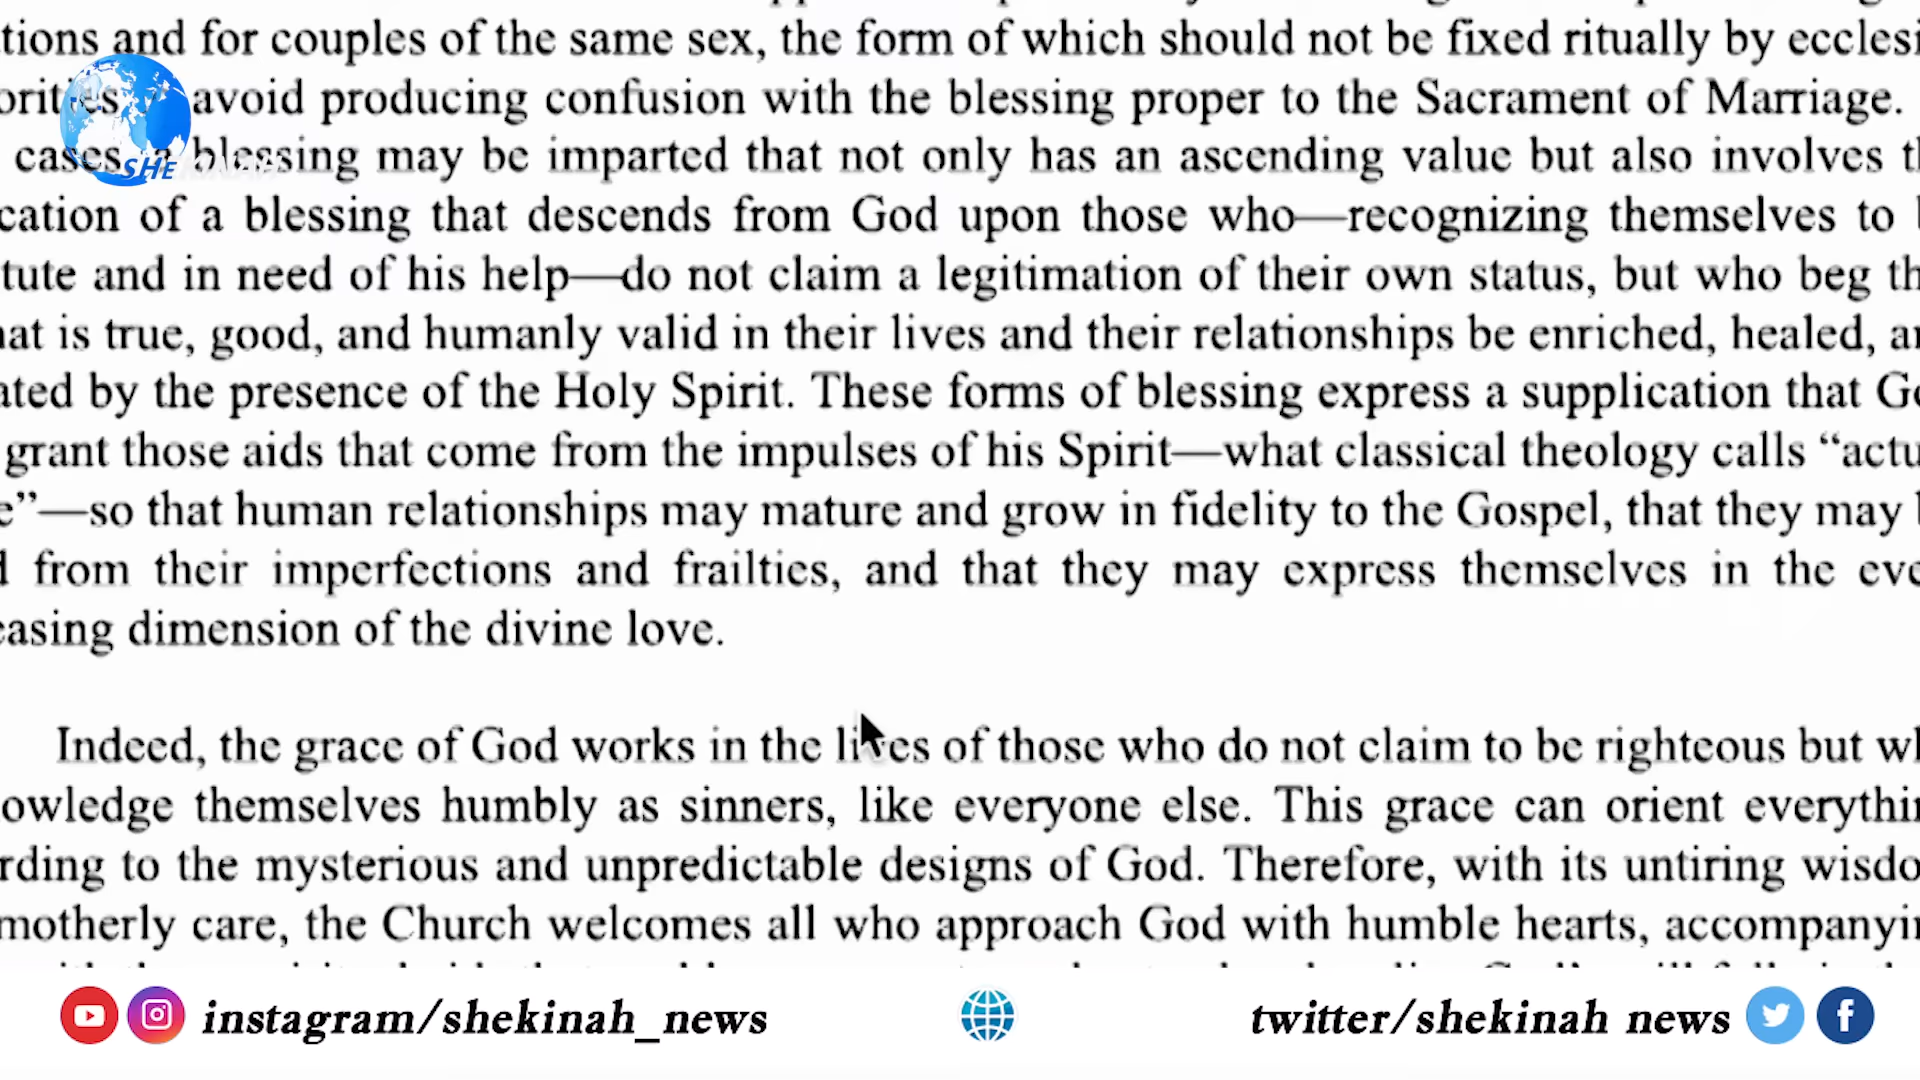 tions and for couples of the same sex, the form of which should not be fixed ritually by ecclesi
avoid producing confusion with the blessing proper to the Sacrament of Marriage.
cases, a blessing may be imparted that not only has an ascending value but also involves t
cation of a blessing that descends from God upon those who—recognizing themselves to
tute and in need of his help—do not claim a legitimation of their own status, but who beg th
hat is true, good, and humanly valid in their lives and their relationships be enriched, healed, a
ated by the presence of the Holy Spirit. These forms of blessing express a supplication that Go
grant those aids that come from the impulses of his Spirit—what classical theology calls “actu
e”—so that human relationships may mature and grow in fidelity to the Gospel, that they may
d from their imperfections and frailties, and that they may express themselves in the eve
easing dimension of the divine love.
Indeed, the grace of God works in the lives of those who do not claim to be righteous but wh
owledge themselves humbly as sinners, like everyone else. This grace can orient everythin
rding to the mysterious and unpredictable designs of God. Therefore, with its untiring wisdo
motherly care, the Church welcomes all who approach God with humble hearts, accompanyin
SHEKINAH
instagram/shekinah_news
twitter/shekinah news